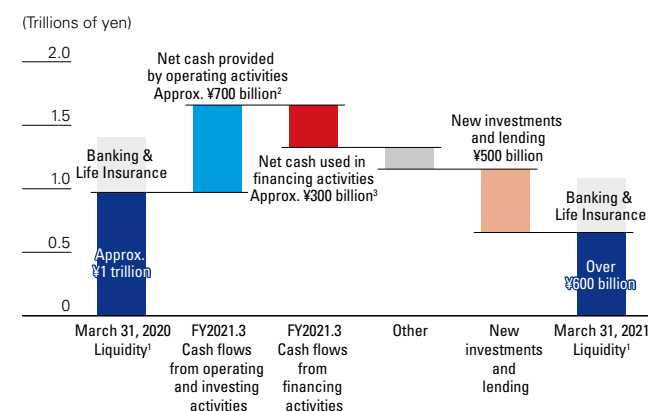 (Trillions of yen)
2.0
1.5
1.0
0.5
0
Banking &
Life Insurance
Approx.
¥1 trillion
Net cash provided
by operating activities
Approx. ¥700 billion²
Net cash used in
financing activities
Approx. ¥300 billion³
New investments
and lending
¥500 billion
Banking &
Life Insurance
Over
¥600 billion
March 31, 2020
Liquidity¹
FY2021.3
Cash flows
from operating
and investing
activities
FY2021.3
Cash flows
from
financing
activities
Other
New
investments
and
lending
March 31, 2021
Liquidity¹